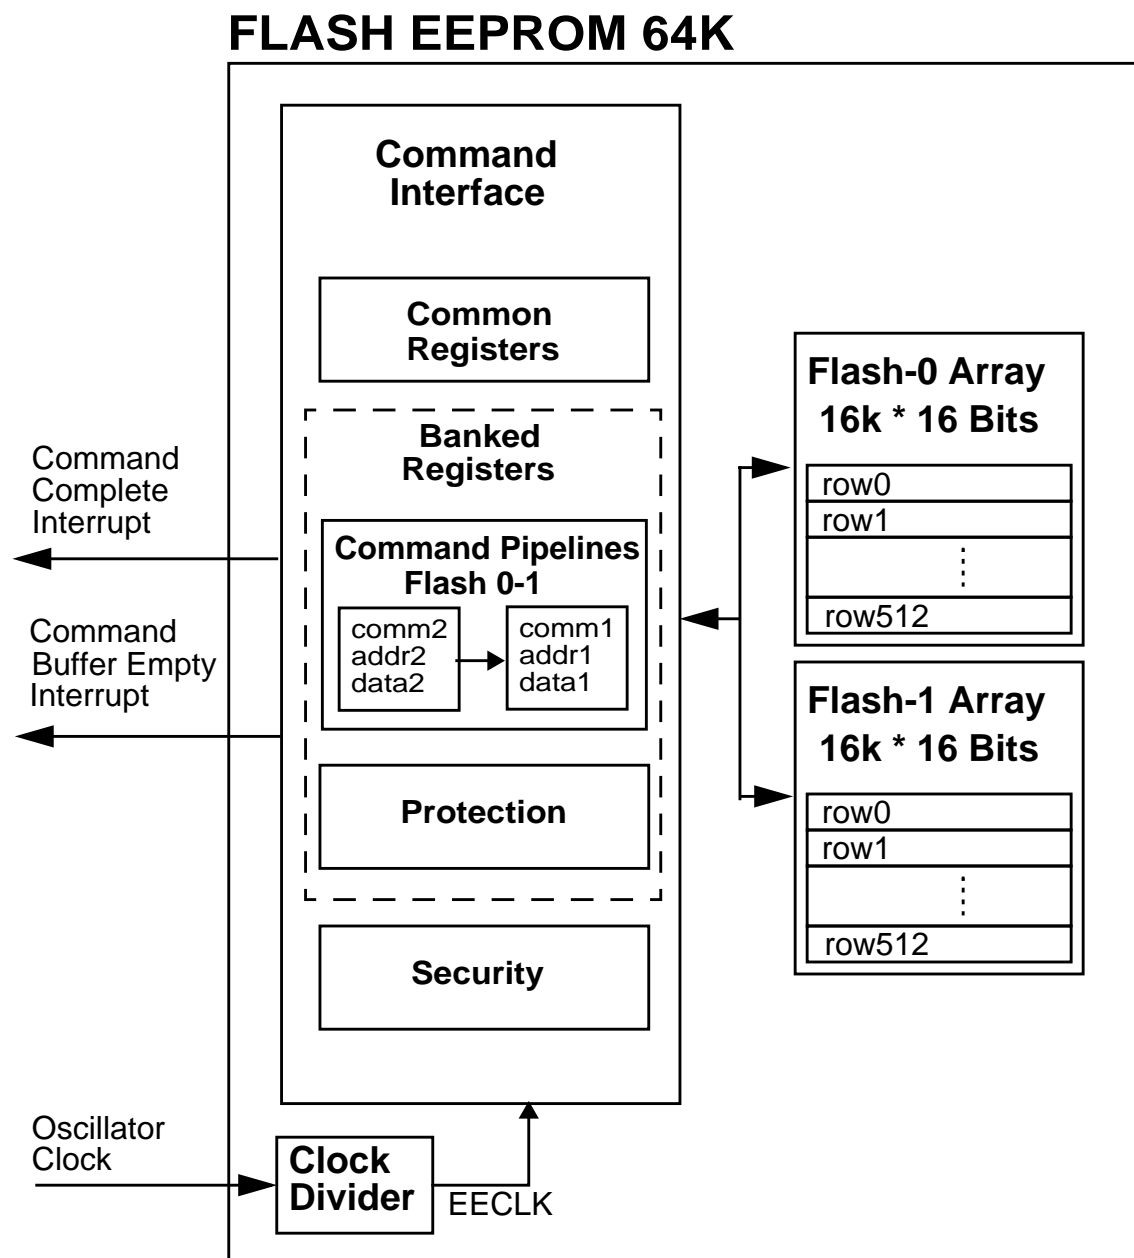 FLASH EEPROM 64K
Command
Interface
Common
Registers
Banked
Registers
Command Pipelines
Flash 0-1
comm2
addr2
data2
comm1
addr1
data1
Protection
Security
Command
Complete
Interrupt
Command
Buffer Empty
Interrupt
Oscillator
Clock
Clock
Divider
EECLK
Flash-0 Array
16k * 16 Bits
row0
row1
row512
Flash-1 Array
16k * 16 Bits
row0
row1
row512